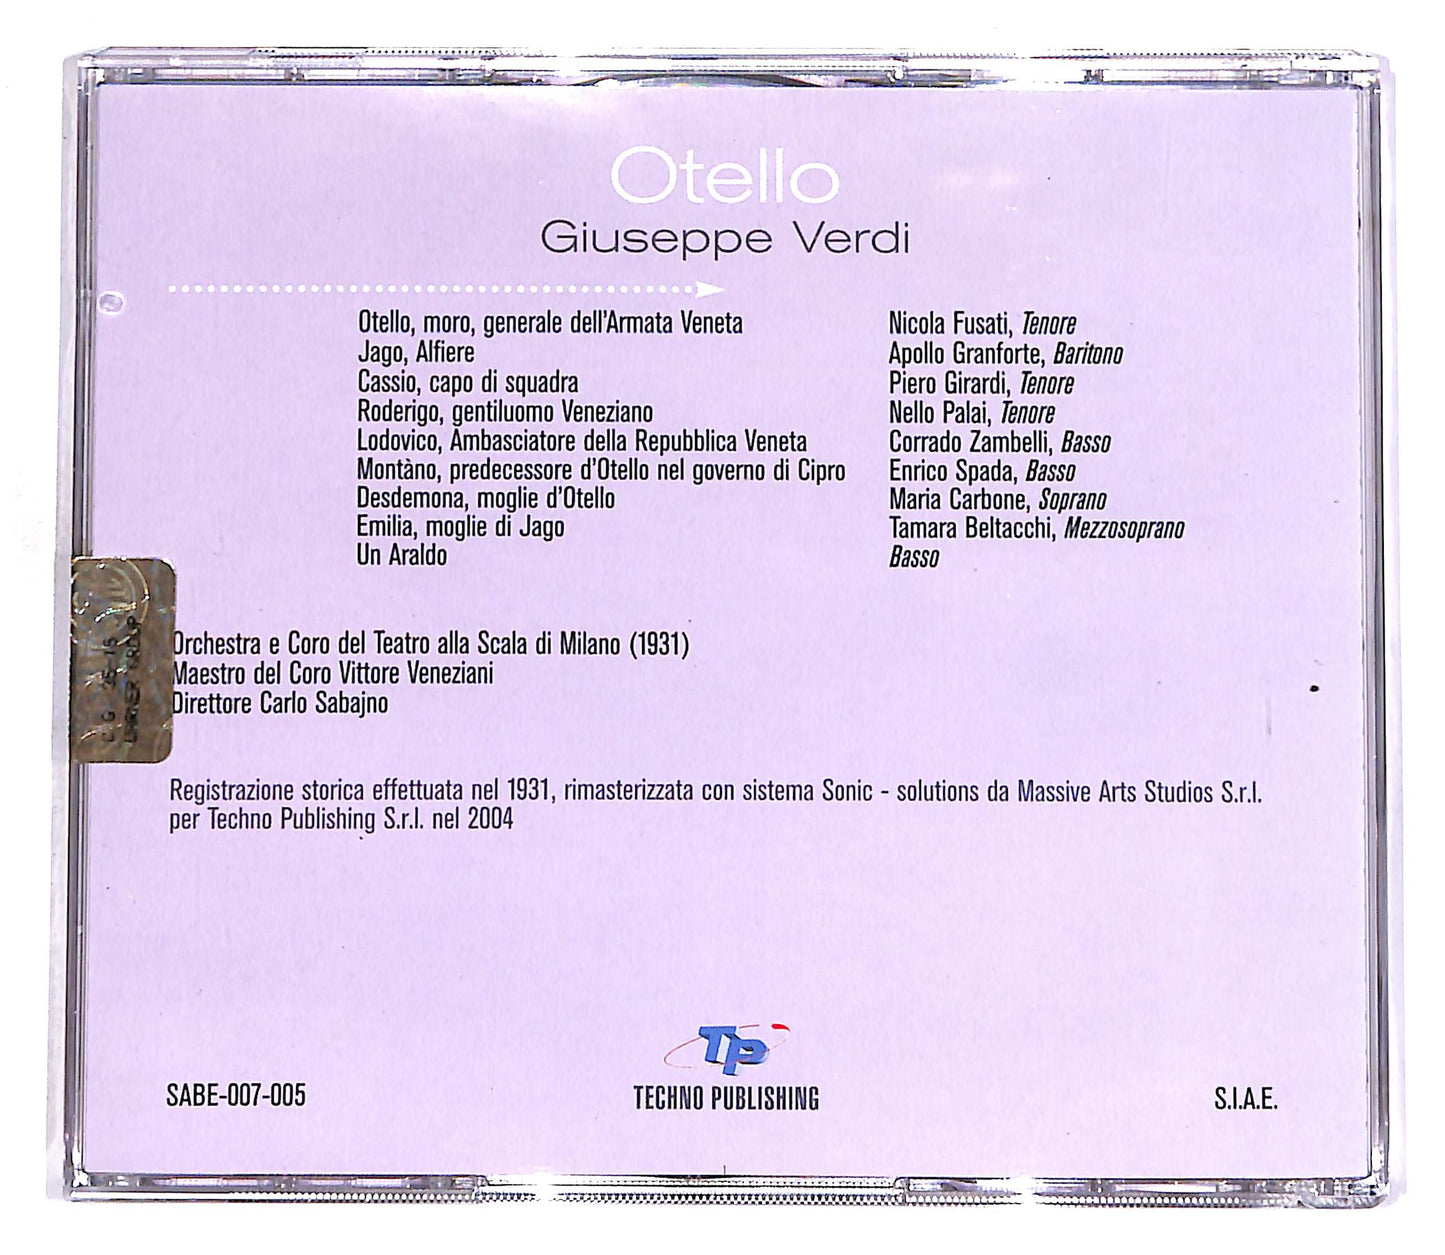 Otello
Giuseppe Verdi
Otello, moro, generale dell'Armata Veneta Nicola Fusati, Tenore
Jago, Alfiere Apollo Granforte, Baritono
Cassio, capo di squadra Piero Girardi, Tenore
Roderigo, gentiluomo Veneziano Nello Palai, Tenore
Lodovico, Ambasciatore della Repubblica Veneta Corrado Zambelli, Basso
Montàno, predecessore d'Otello nel governo di Cipro Enrico Spada, Basso
Desdemona, moglie d'Otello Maria Carbone, Soprano
Emilia, moglie di Jago Tamara Beltacchi, Mezzosoprano
Un Araldo Basso
Orchestra e Coro del Teatro alla Scala di Milano (1931)
Maestro del Coro Vittore Veneziani
Direttore Carlo Sabajno
Registrazione storica effettuata nel 1931, rimasterizzata con sistema Sonic - solutions da Massive Arts Studios S.r.l.
per Techno Publishing S.r.l. nel 2004
TP
SABE-007-005 TECHNO PUBLISHING S.I.A.E.